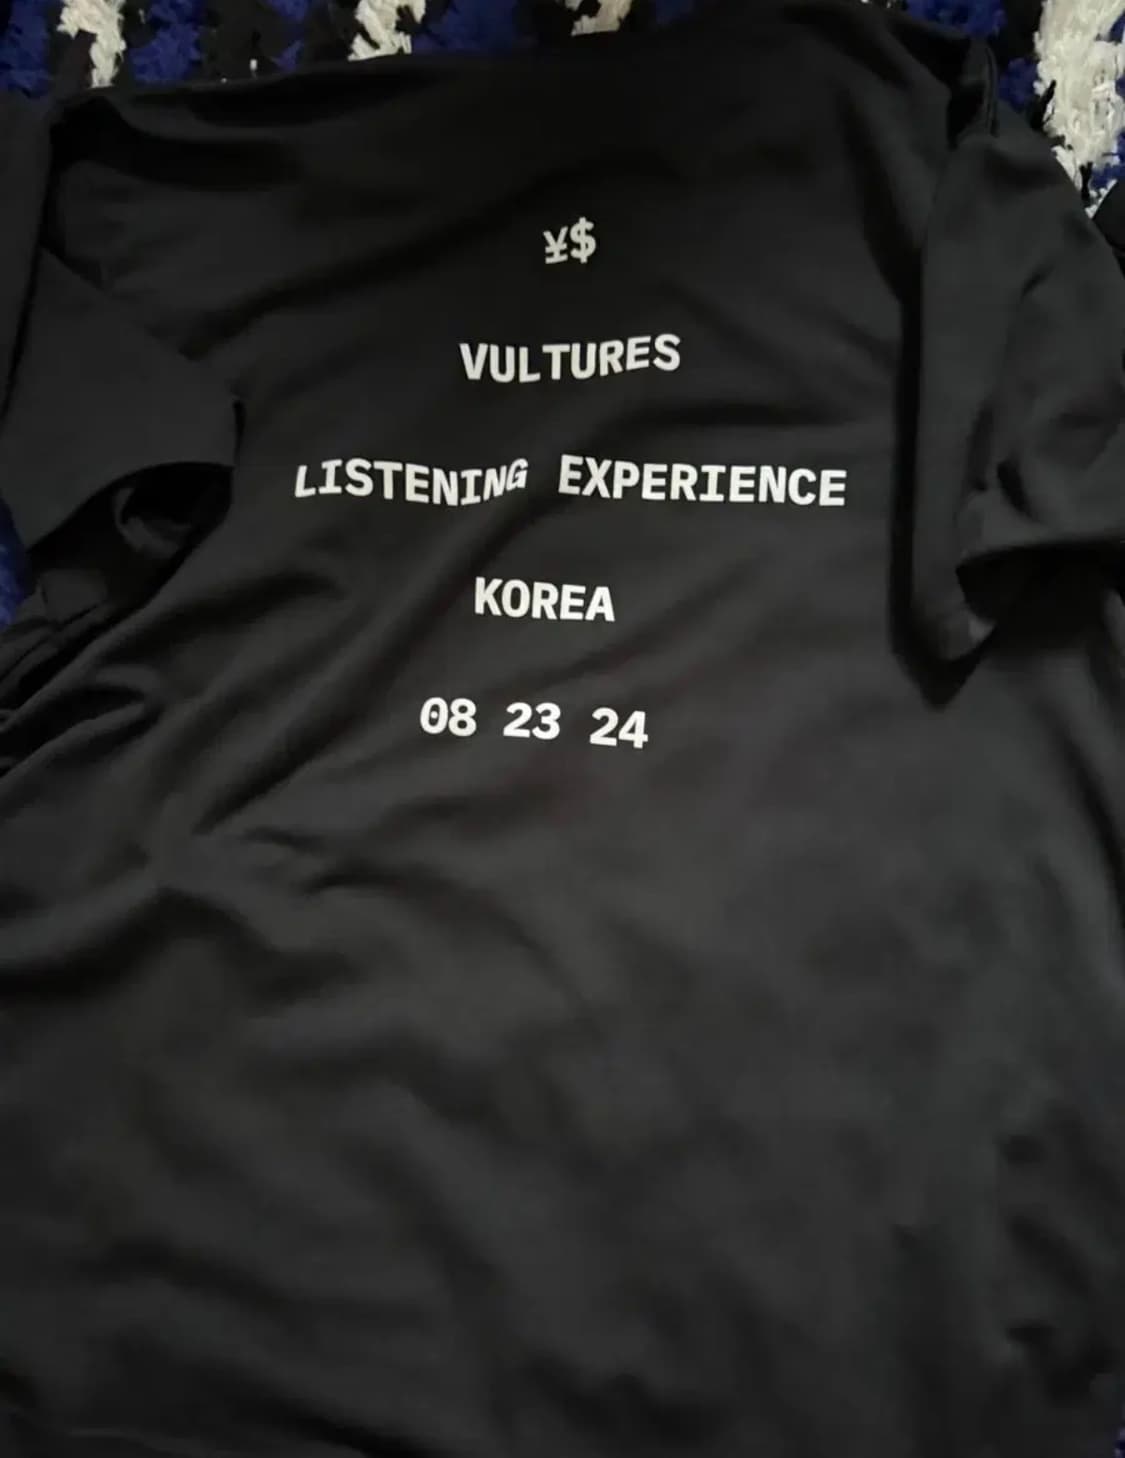 ¥$
VULTURES
LISTENING EXPERIENCE
KOREA
08 23 24